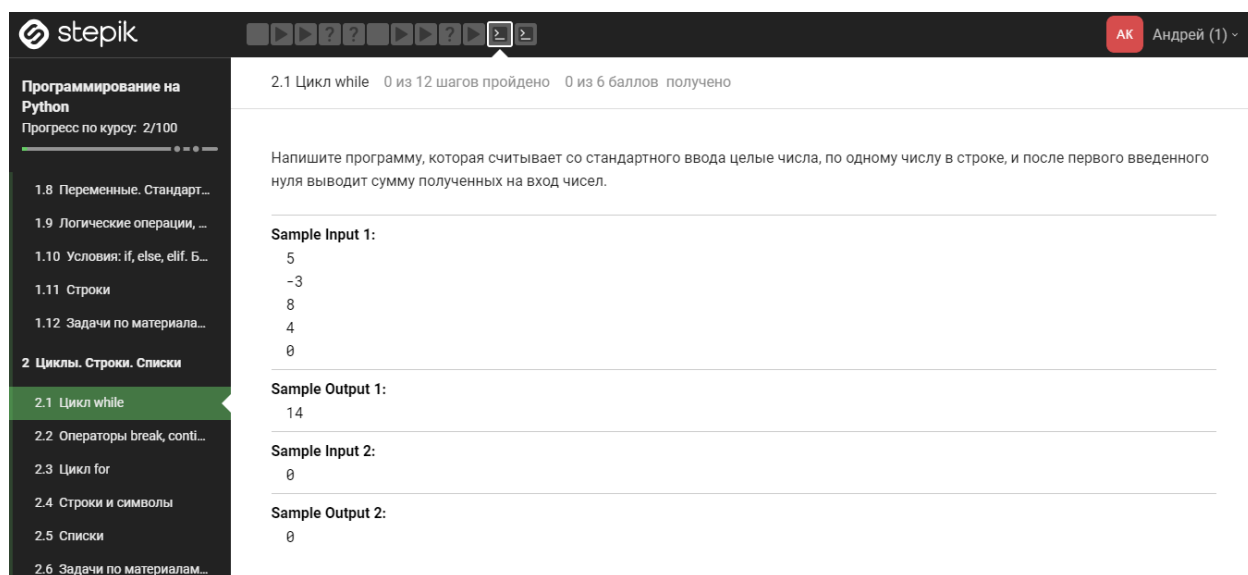 stepik
АК Андрей (1)
Программирование на
Python
Прогресс по курсу: 2/100
1.8 Переменные. Стандарт...
1.9 Логические операции, ...
1.10 Условия: if, else, elif. Б...
1.11 Строки
1.12 Задачи по материала...
2 Циклы. Строки. Списки
2.1 Цикл while
2.2 Операторы break, conti...
2.3 Цикл for
2.4 Строки и символы
2.5 Списки
2.6 Задачи по материалам...
2.1 Цикл while 0 из 12 шагов пройдено 0 из 6 баллов получено
Напишите программу, которая считывает со стандартного ввода целые числа, по одному числу в строке, и после первого введенного
нуля выводит сумму полученных на вход чисел.
Sample Input 1:
5
-3
8
4
0
Sample Output 1:
14
Sample Input 2:
0
Sample Output 2:
0